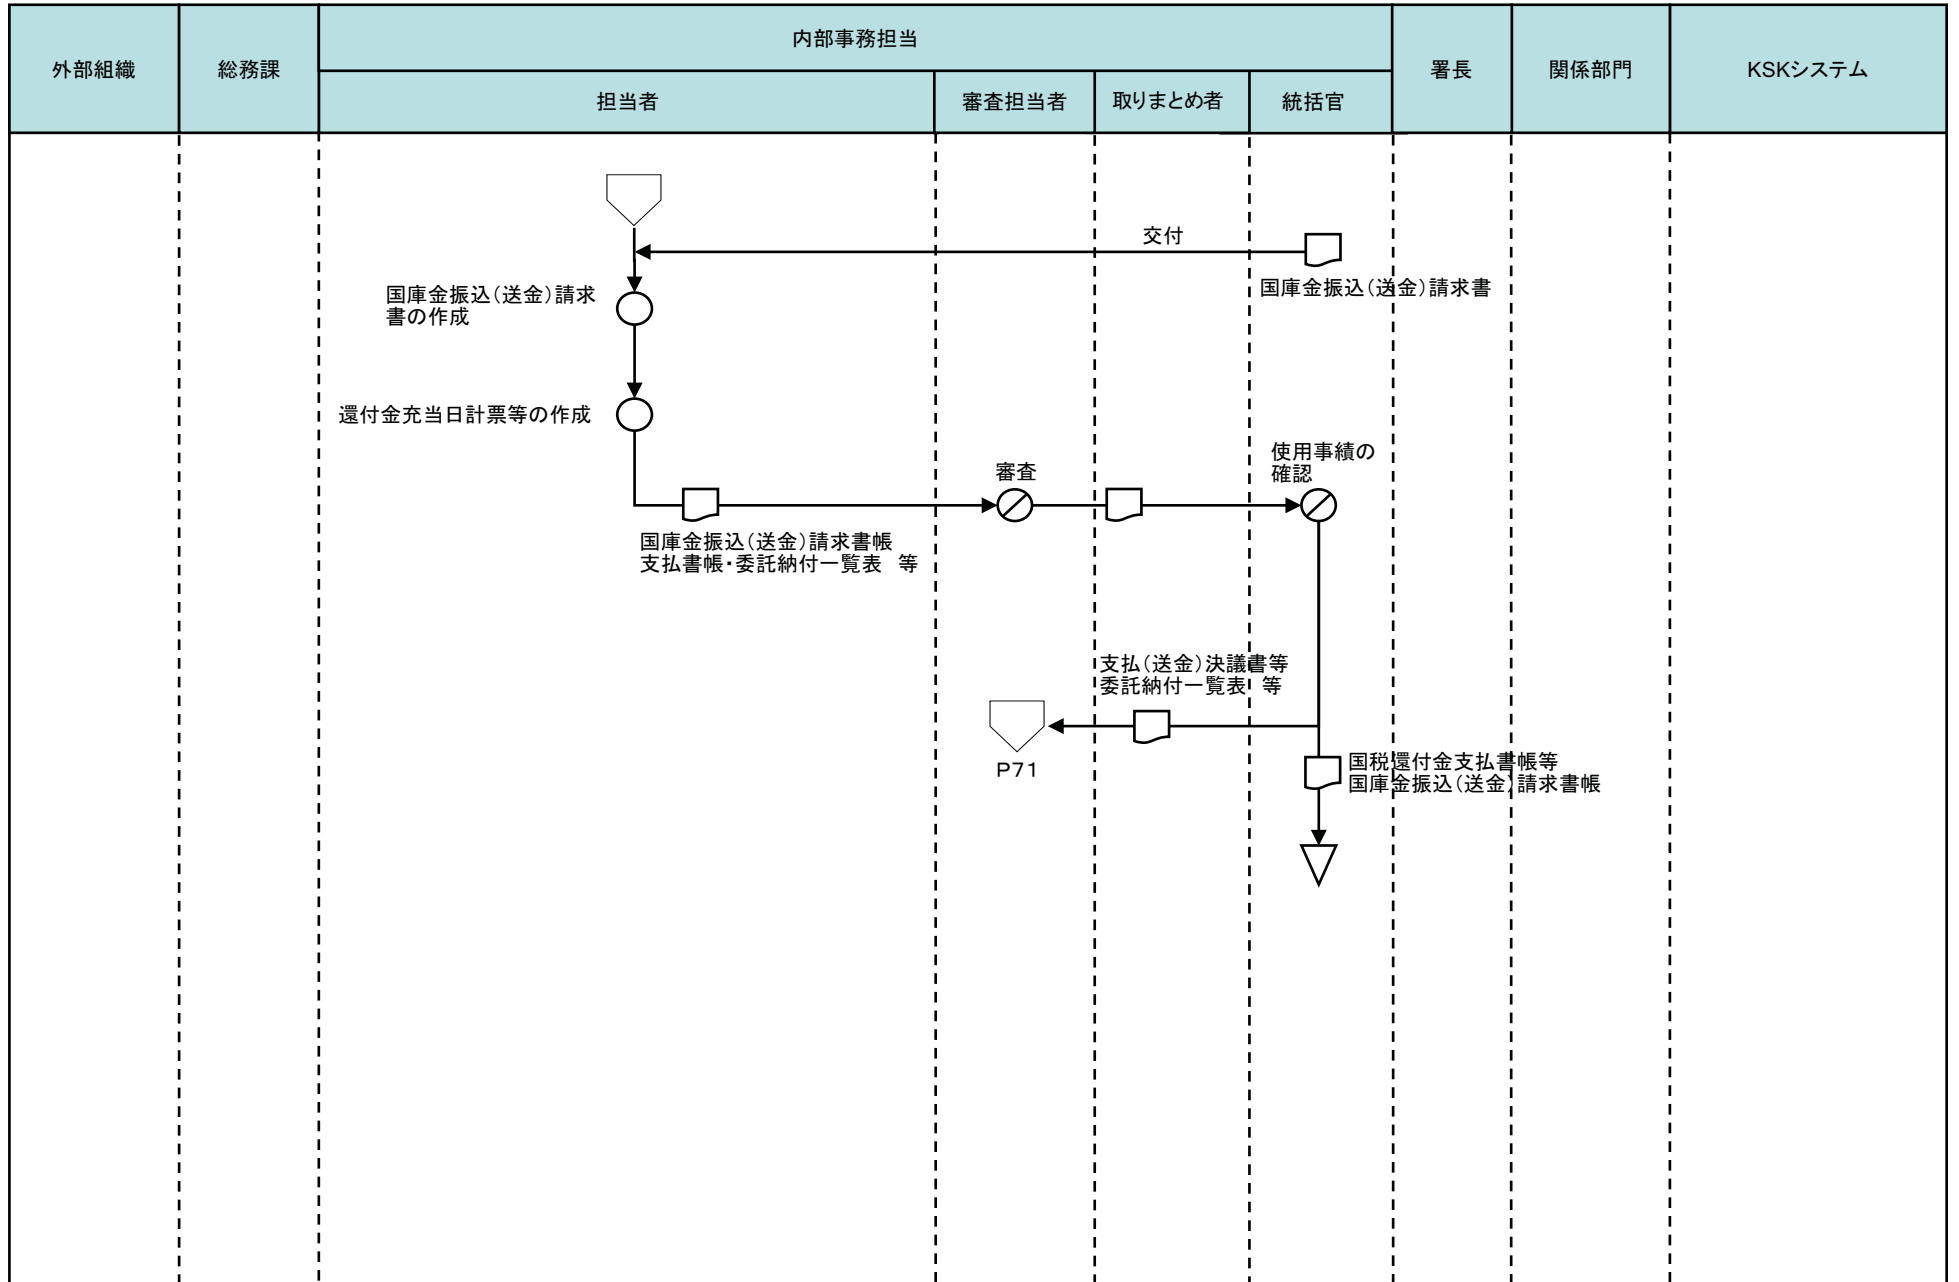 外部組織
総務課
内部事務担当
担当者
審査担当者
取りまとめ者
統括官
署長
関係部門
KSKシステム
交付
国庫金振込(送金)請求書
国庫金振込(送金)請求
書の作成
還付金充当日計票等の作成
審査
使用事績の
確認
国庫金振込(送金)請求書帳
支払書帳・委託納付一覧表　等
支払(送金)決議書等
委託納付一覧表　等
P71
国税還付金支払書帳等
国庫金振込(送金)請求書帳